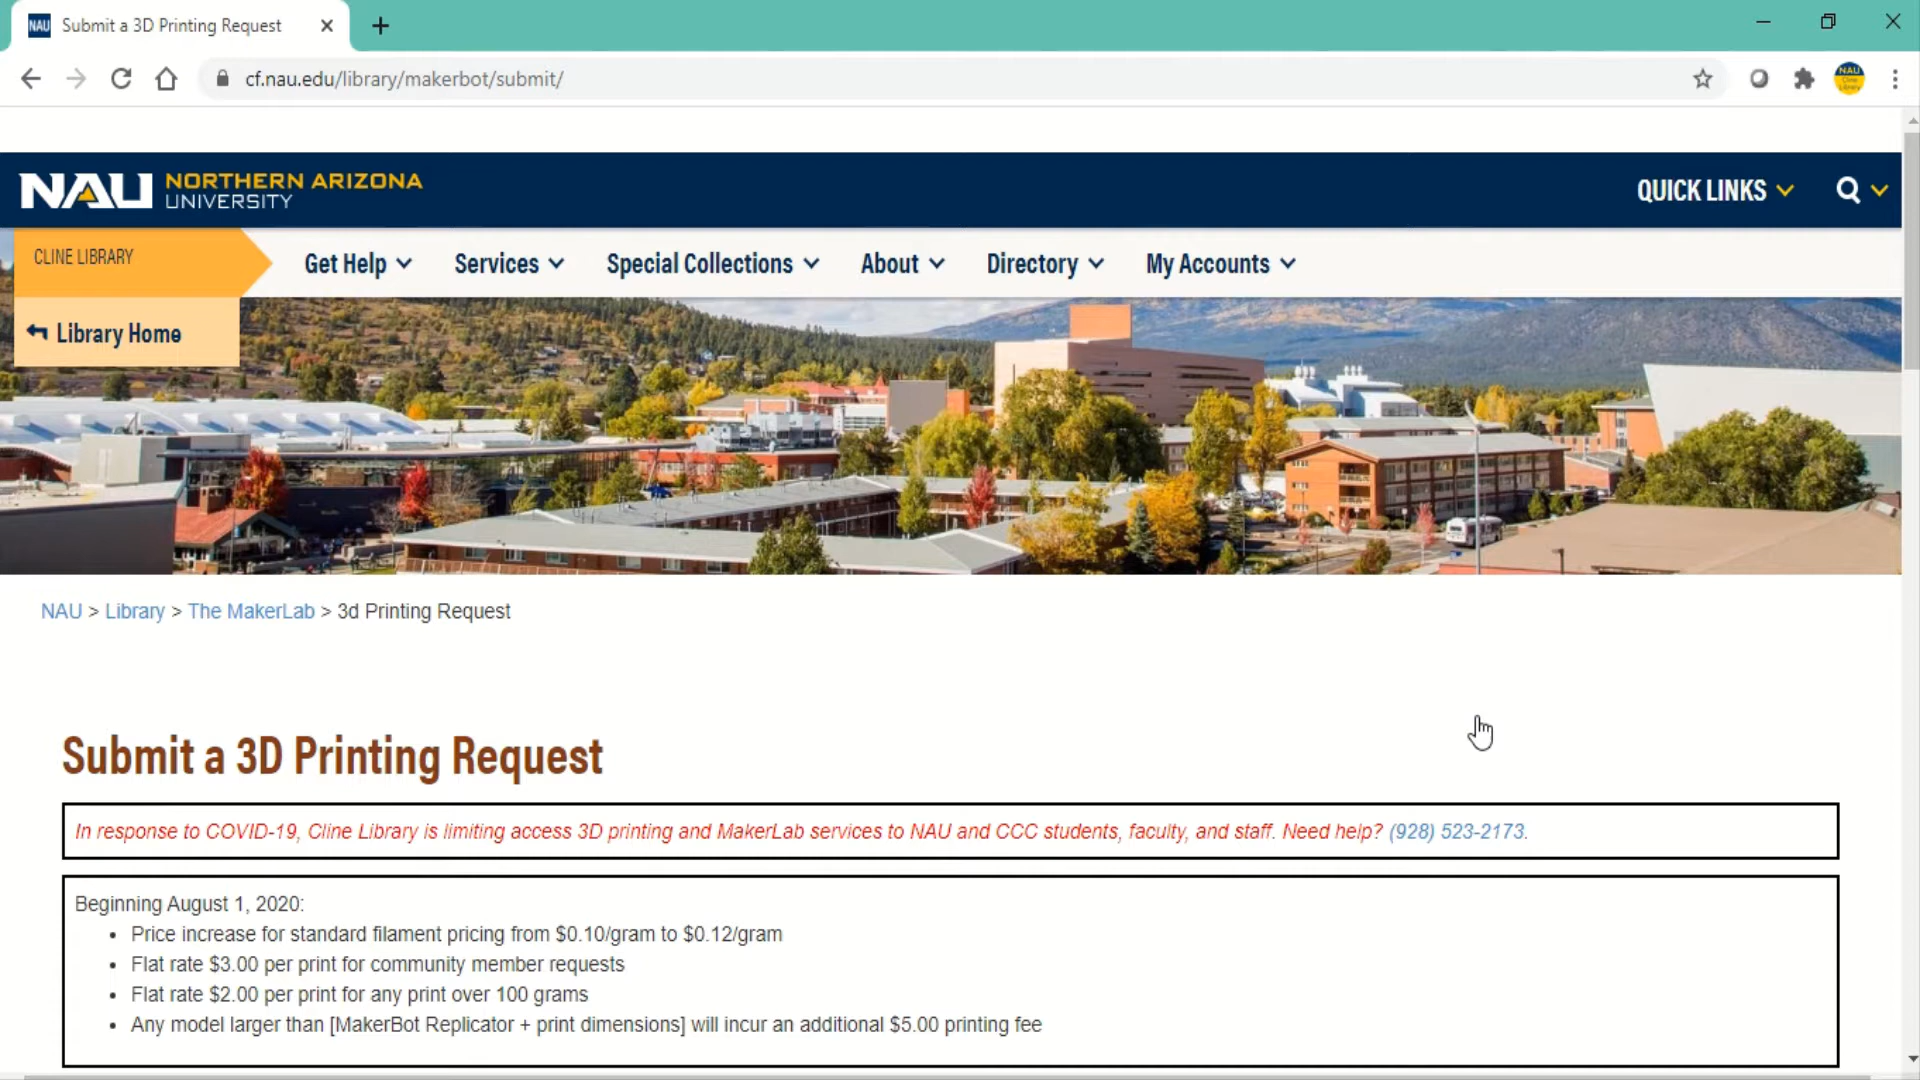 NAU Submit a 3D Printing Request
cf.nau.edu/library/makerbot/submit/
NAU Cline Library
NAU NORTHERN ARIZONA UNIVERSITY
QUICK LINKS
CLINE LIBRARY
Get Help Services Special Collections About Directory My Accounts
Library Home
NAU > Library > The MakerLab > 3d Printing Request
Submit a 3D Printing Request
In response to COVID-19, Cline Library is limiting access 3D printing and MakerLab services to NAU and CCC students, faculty, and staff. Need help? (928) 523-2173.
Beginning August 1, 2020:
• Price increase for standard filament pricing from $0.10/gram to $0.12/gram
• Flat rate $3.00 per print for community member requests
• Flat rate $2.00 per print for any print over 100 grams
• Any model larger than [MakerBot Replicator + print dimensions] will incur an additional $5.00 printing fee